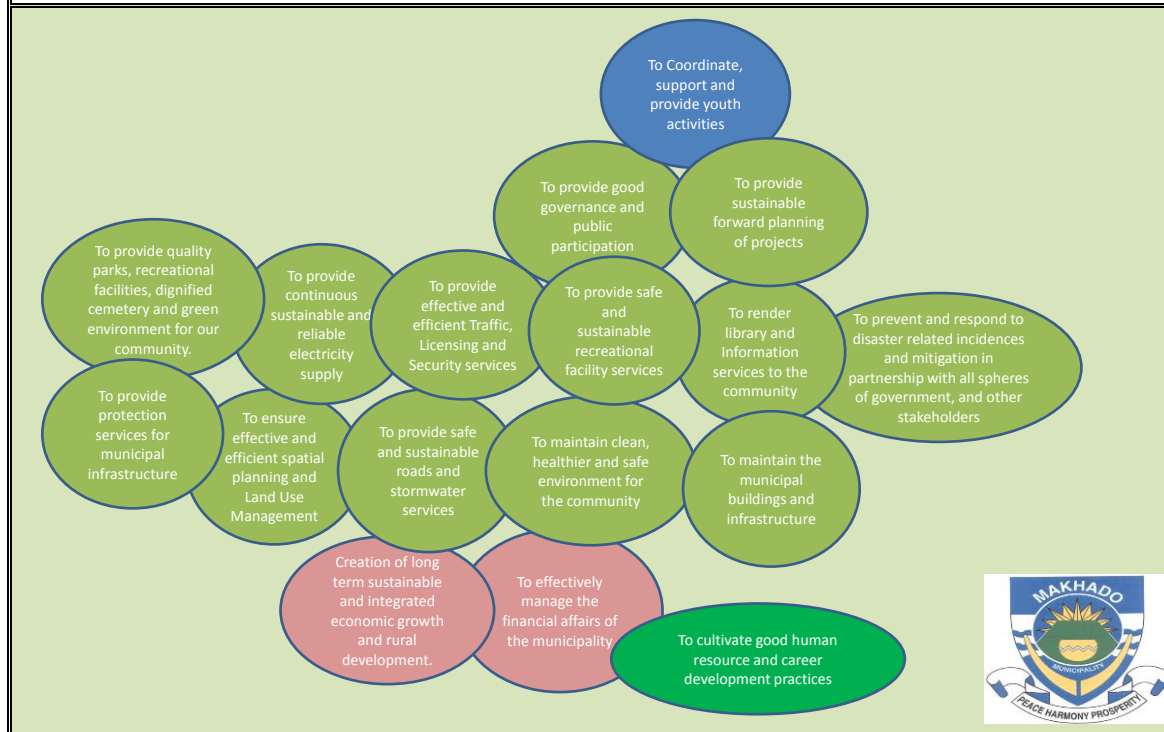 To Coordinate,
support and
provide youth
activities
To provide good
governance and
public
participation
To provide
sustainable
forward planning
of projects
To provide quality
parks, recreational
facilities, dignified
cemetery and green
environment for our
community.
To provide
continuous
sustainable and
reliable
electricity
supply
To provide
effective and
efficient Traffic,
Licensing and
Security services
To provide safe
and
sustainable
recreational
facility services
To render
library and
Information
services to the
community
To prevent and respond to
disaster related incidences
and mitigation in
partnership with all spheres
of government, and other
stakeholders
To provide
protection
services for
municipal
infrastructure
To ensure
effective and
efficient spatial
planning and
Land Use
Management
To provide safe
and sustainable
roads and
stormwater
services
To maintain clean,
healthier and safe
environment for
the community
To maintain the
municipal
buildings and
infrastructure
Creation of long
term sustainable
and integrated
economic growth
and rural
development.
To effectively
manage the
financial affairs of
the municipality
To cultivate good human
resource and career
development practices
MAKHADO
MUNICIPALITY
PEACE HARMONY PROSPERITY